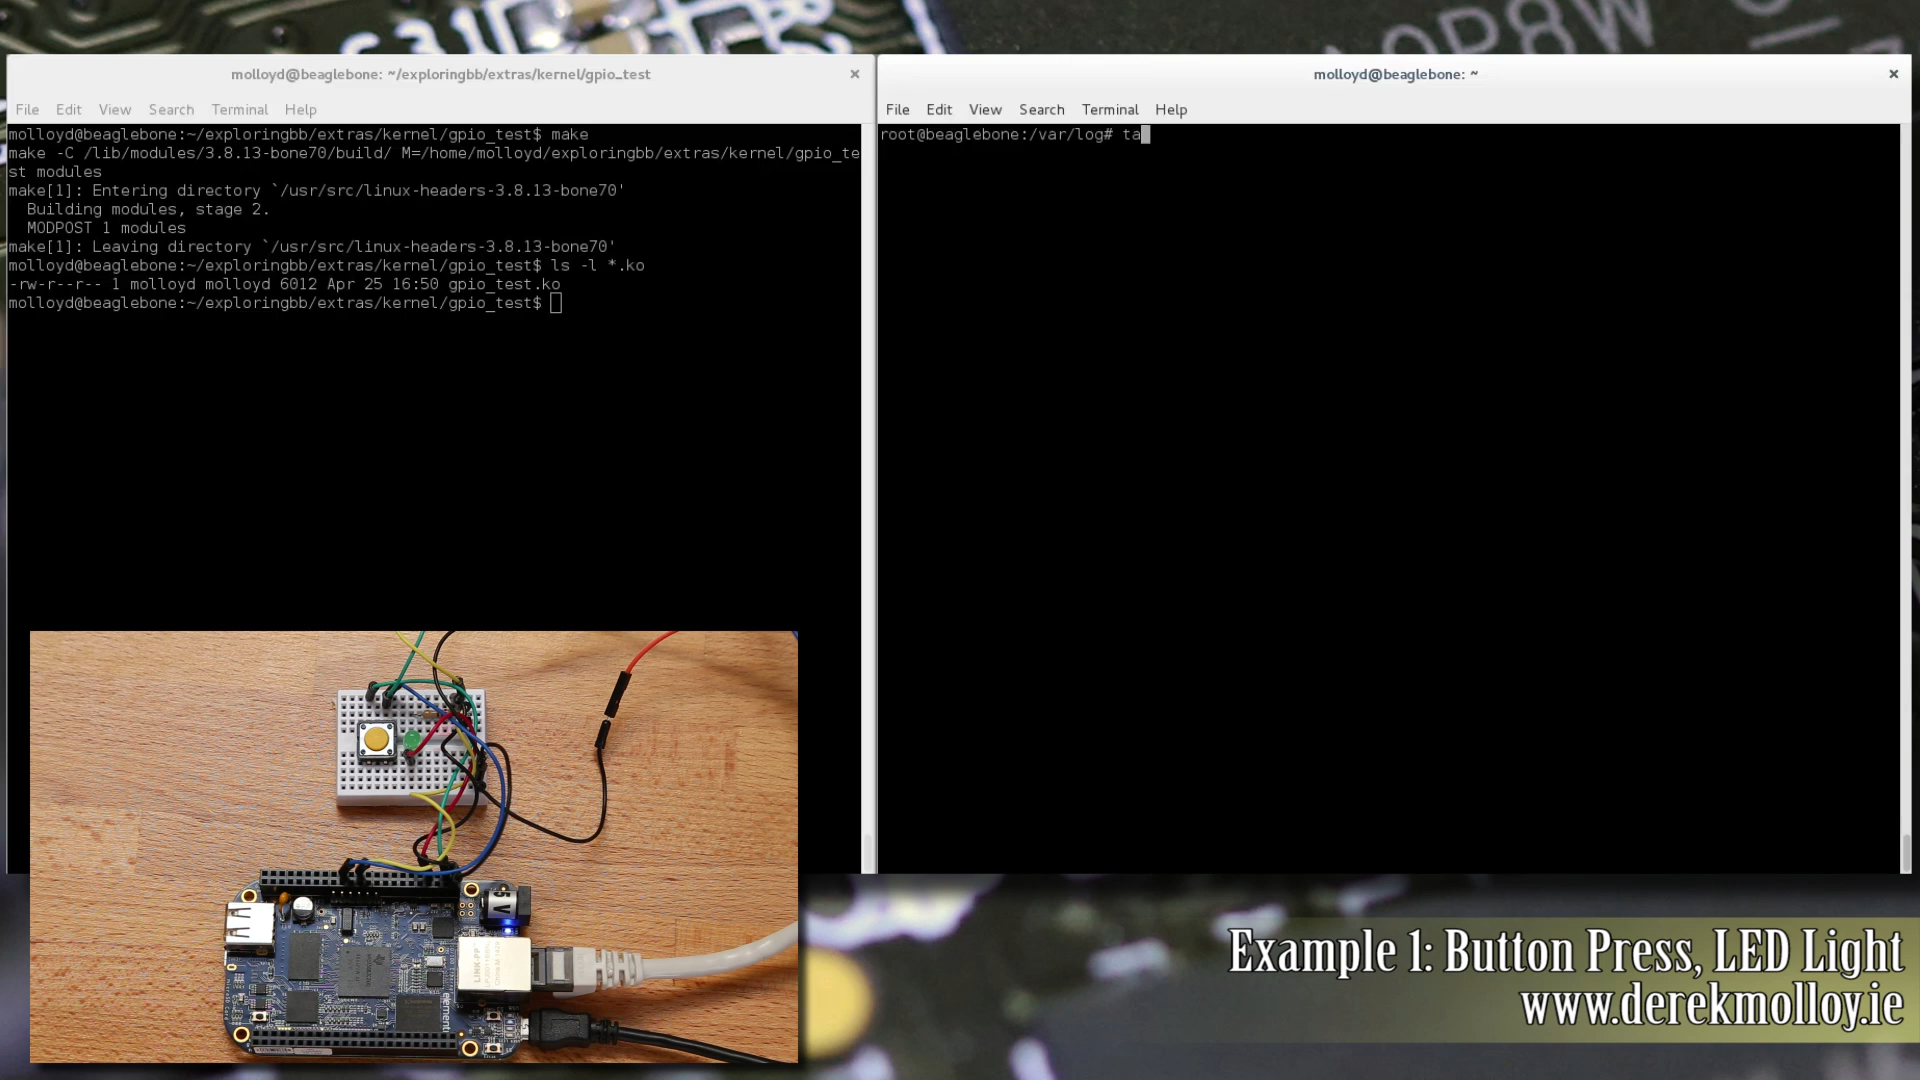 molloyd@beaglebone: ~/exploringbb/extras/kernel/gpio_test
File Edit View Search Terminal Help
molloyd@beaglebone:~/exploringbb/extras/kernel/gpio_test$ make
make -C /lib/modules/3.8.13-bone70/build/ M=/home/molloyd/exploringbb/extras/kernel/gpio_te
st modules
make[1]: Entering directory `/usr/src/linux-headers-3.8.13-bone70'
Building modules, stage 2.
MODPOST 1 modules
make[1]: Leaving directory `/usr/src/linux-headers-3.8.13-bone70'
molloyd@beaglebone:~/exploringbb/extras/kernel/gpio_test$ ls -l *.ko
-rw-r--r-- 1 molloyd molloyd 6012 Apr 25 16:50 gpio_test.ko
molloyd@beaglebone:~/exploringbb/extras/kernel/gpio_test$
molloyd@beaglebone: ~
File Edit View Search Terminal Help
root@beaglebone:/var/log# ta
5V
LINK-PP
Example 1: Button Press, LED Light
www.derekmolloy.ie